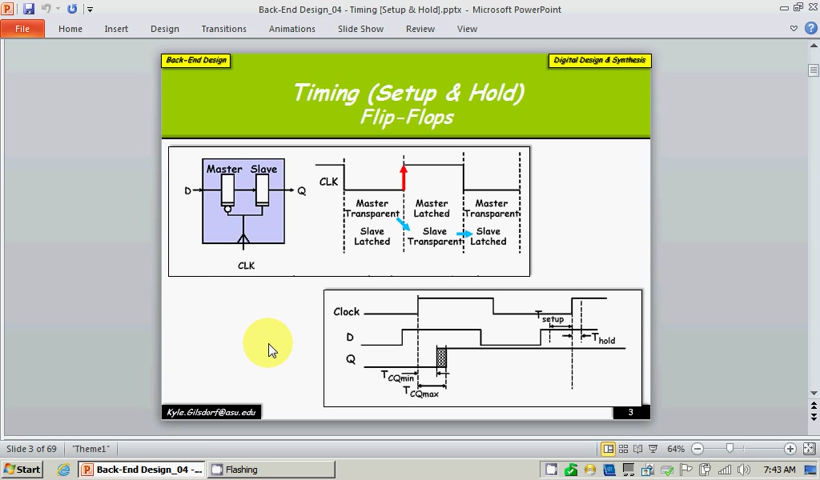 Back-End Design_04 - Timing [Setup & Hold].pptx - Microsoft PowerPoint
File Home Insert Design Transitions Animations Slide Show Review View
Back-End Design
Digital Design & Synthesis
Timing (Setup & Hold)
Flip-Flops
Master Slave
D Q
CLK
CLK
Master Transparent
Master Latched
Master Transparent
Slave Latched
Slave Transparent
Slave Latched
Clock
Tsetup
D
Thold
Q
TCQmin
TCQmax
Kyle.Gilsdorf@asu.edu
3
Slide 3 of 69 "Theme1" 64%
Start Back-End Design_04 -... Flashing 7:43 AM